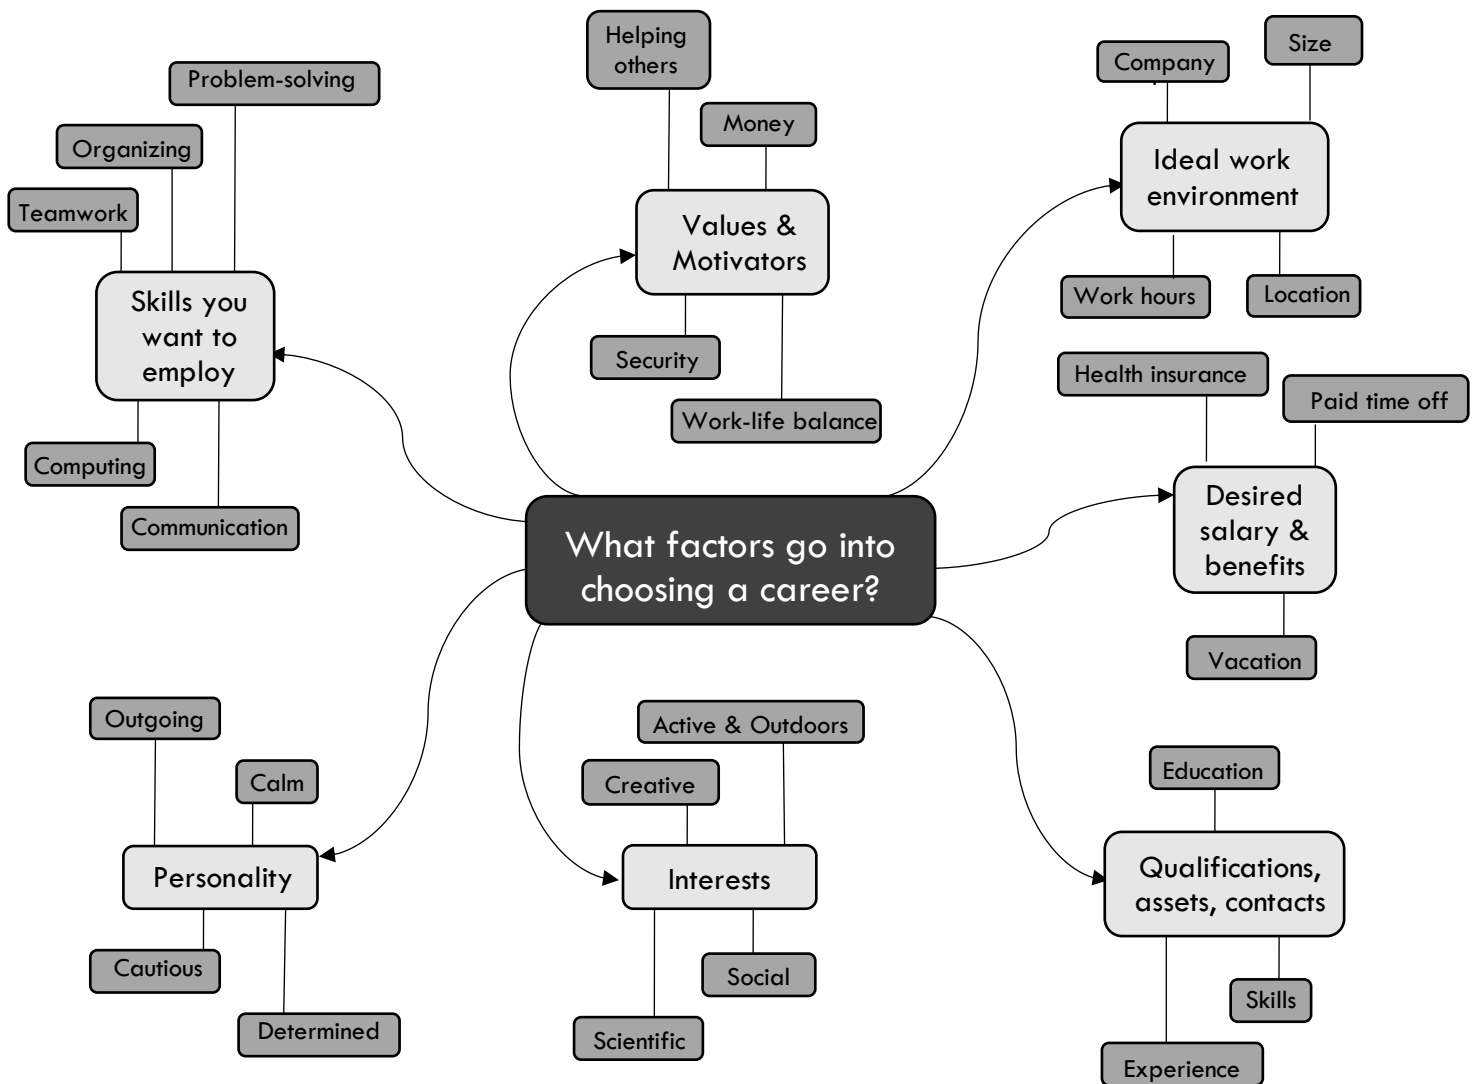 Problem-solving
Organizing
Teamwork
Skills you
want to
employ
Computing
Communication
Helping
others
Money
Values &
Motivators
Security
Work-life balance
Company
Size
Ideal work
environment
Work hours
Location
Health insurance
Paid time off
Desired
salary &
benefits
Vacation
What factors go into
choosing a career?
Outgoing
Calm
Personality
Cautious
Determined
Active & Outdoors
Creative
Interests
Social
Scientific
Education
Qualifications,
assets, contacts
Skills
Experience